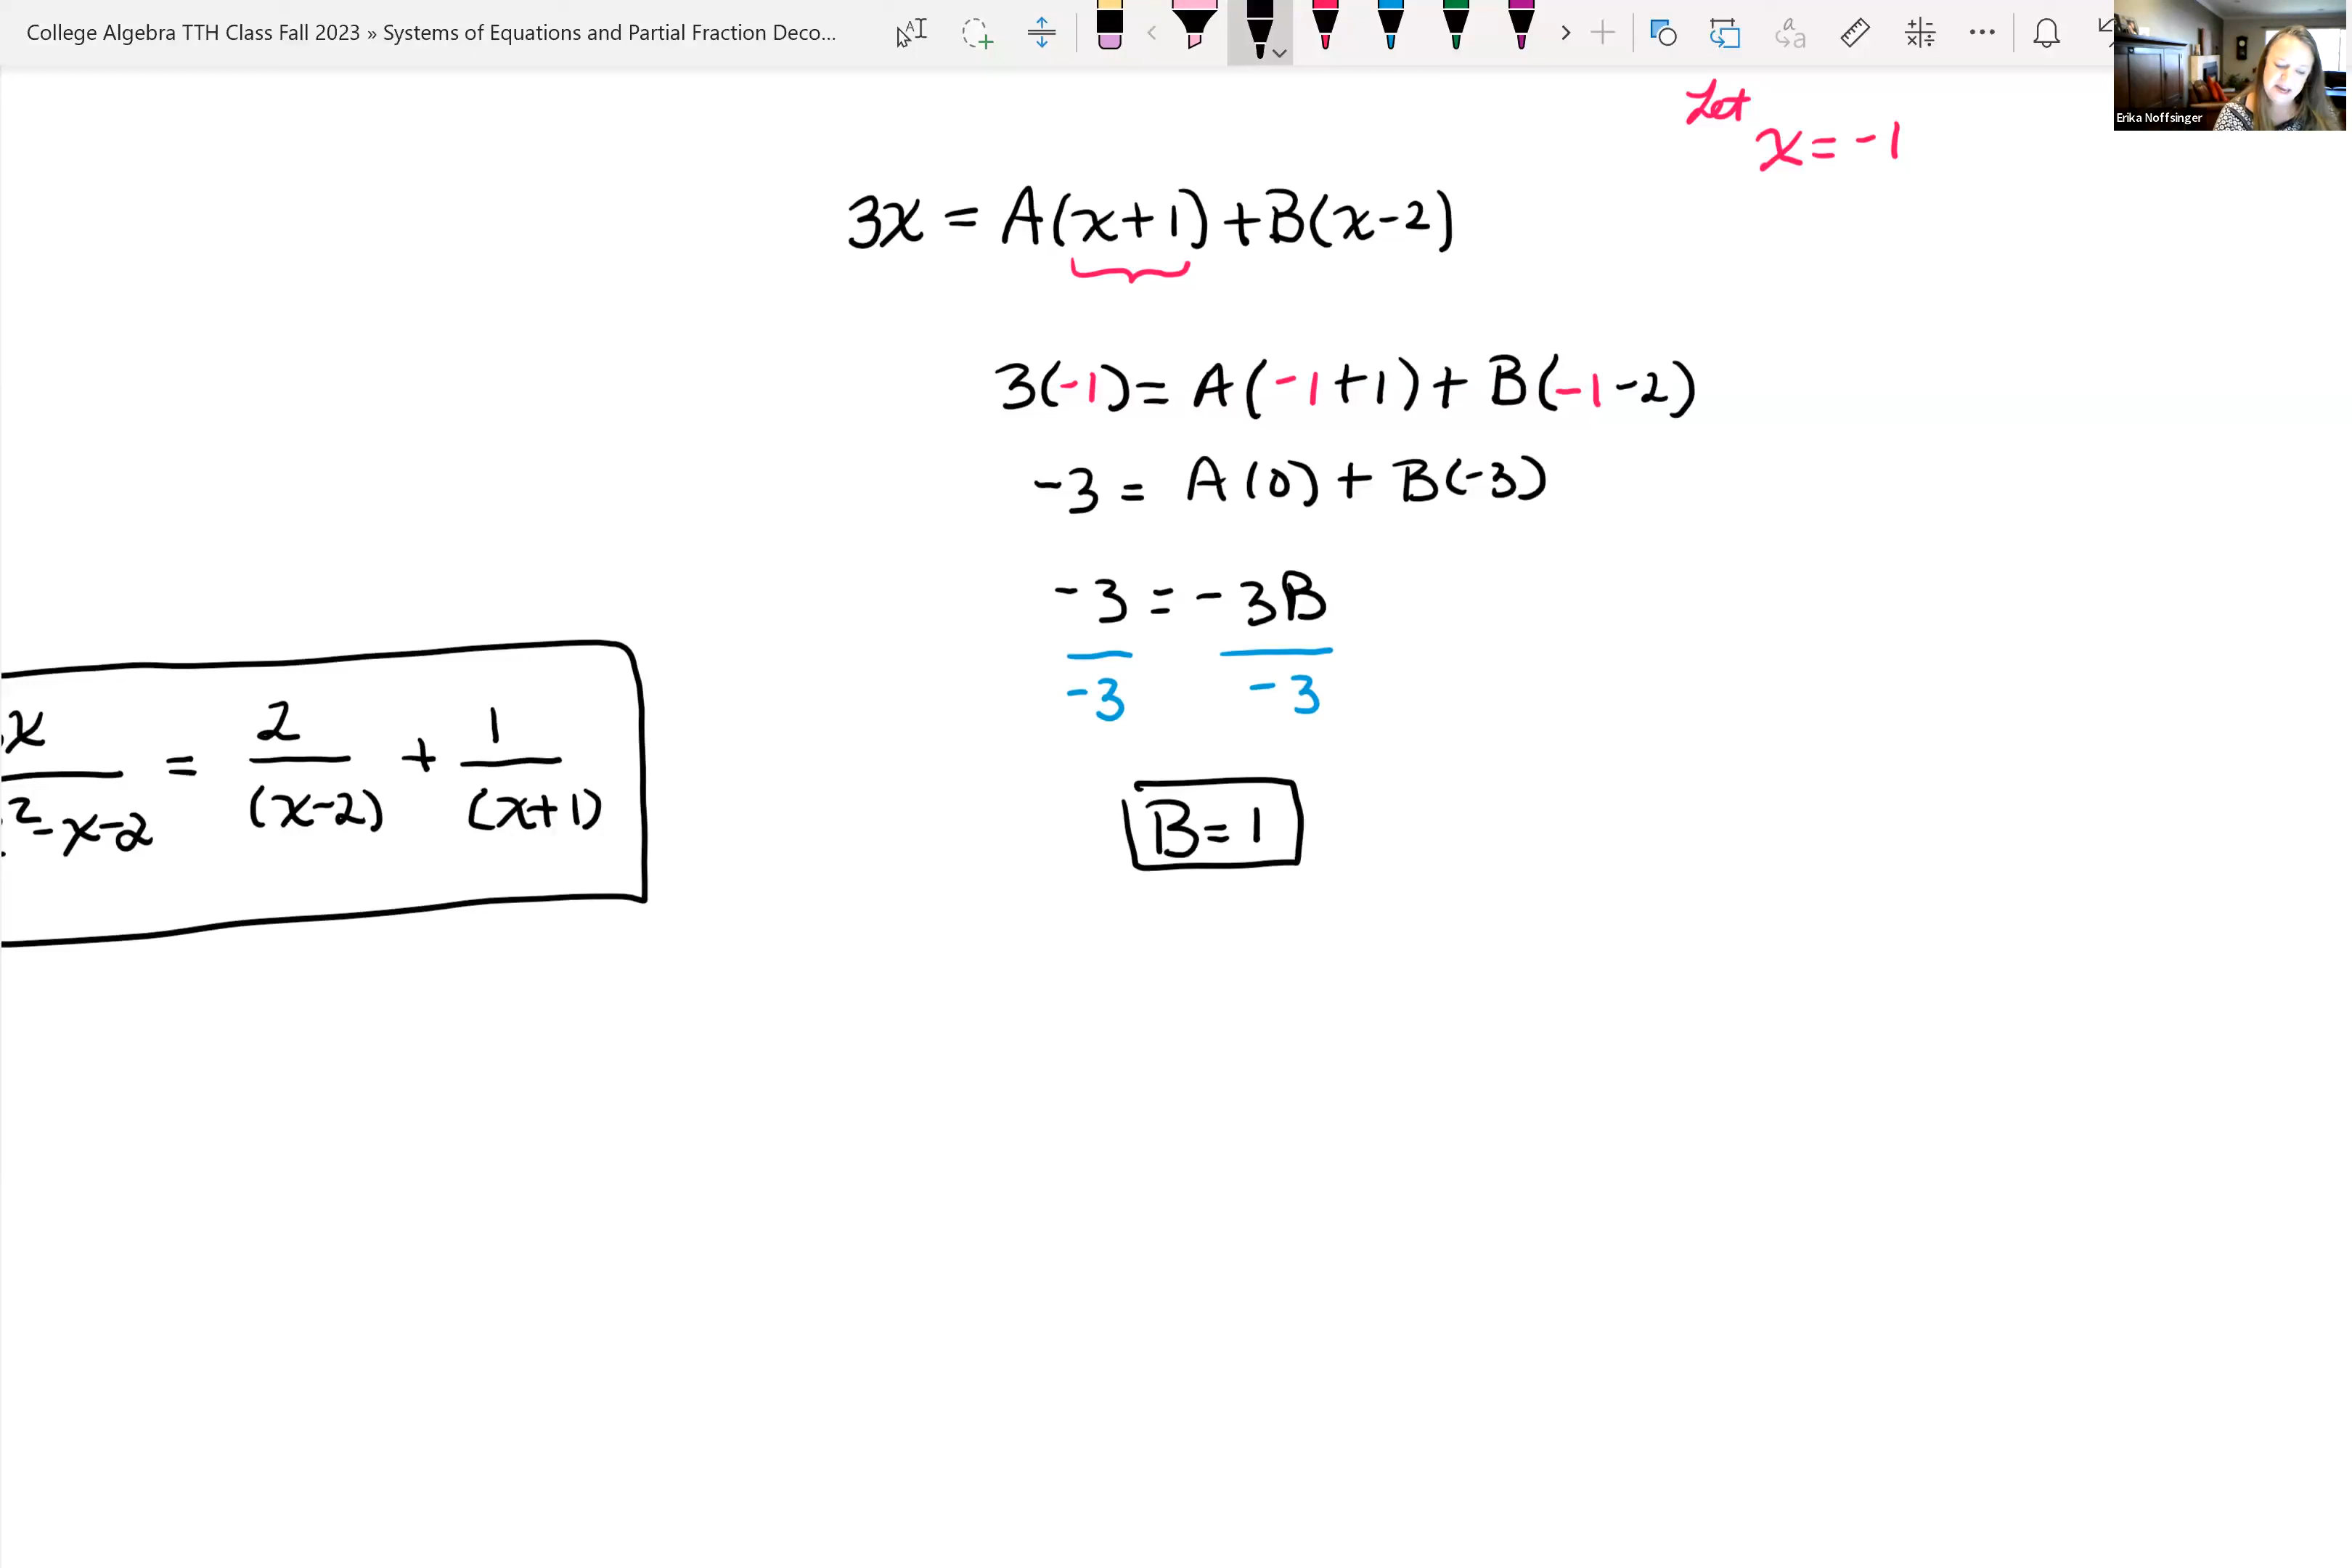 College Algebra TTH Class Fall 2023 » Systems of Equations and Partial Fraction Deco...
Erika Noffsinger
Let
x = -1
3x = A(x+1) + B(x-2)
3(-1) = A(-1+1) + B(-1-2)
-3 = A(0) + B(-3)
-3 = -3B
-3 -3
B = 1
x 2 1
= +
2-x-2 (x-2) (x+1)